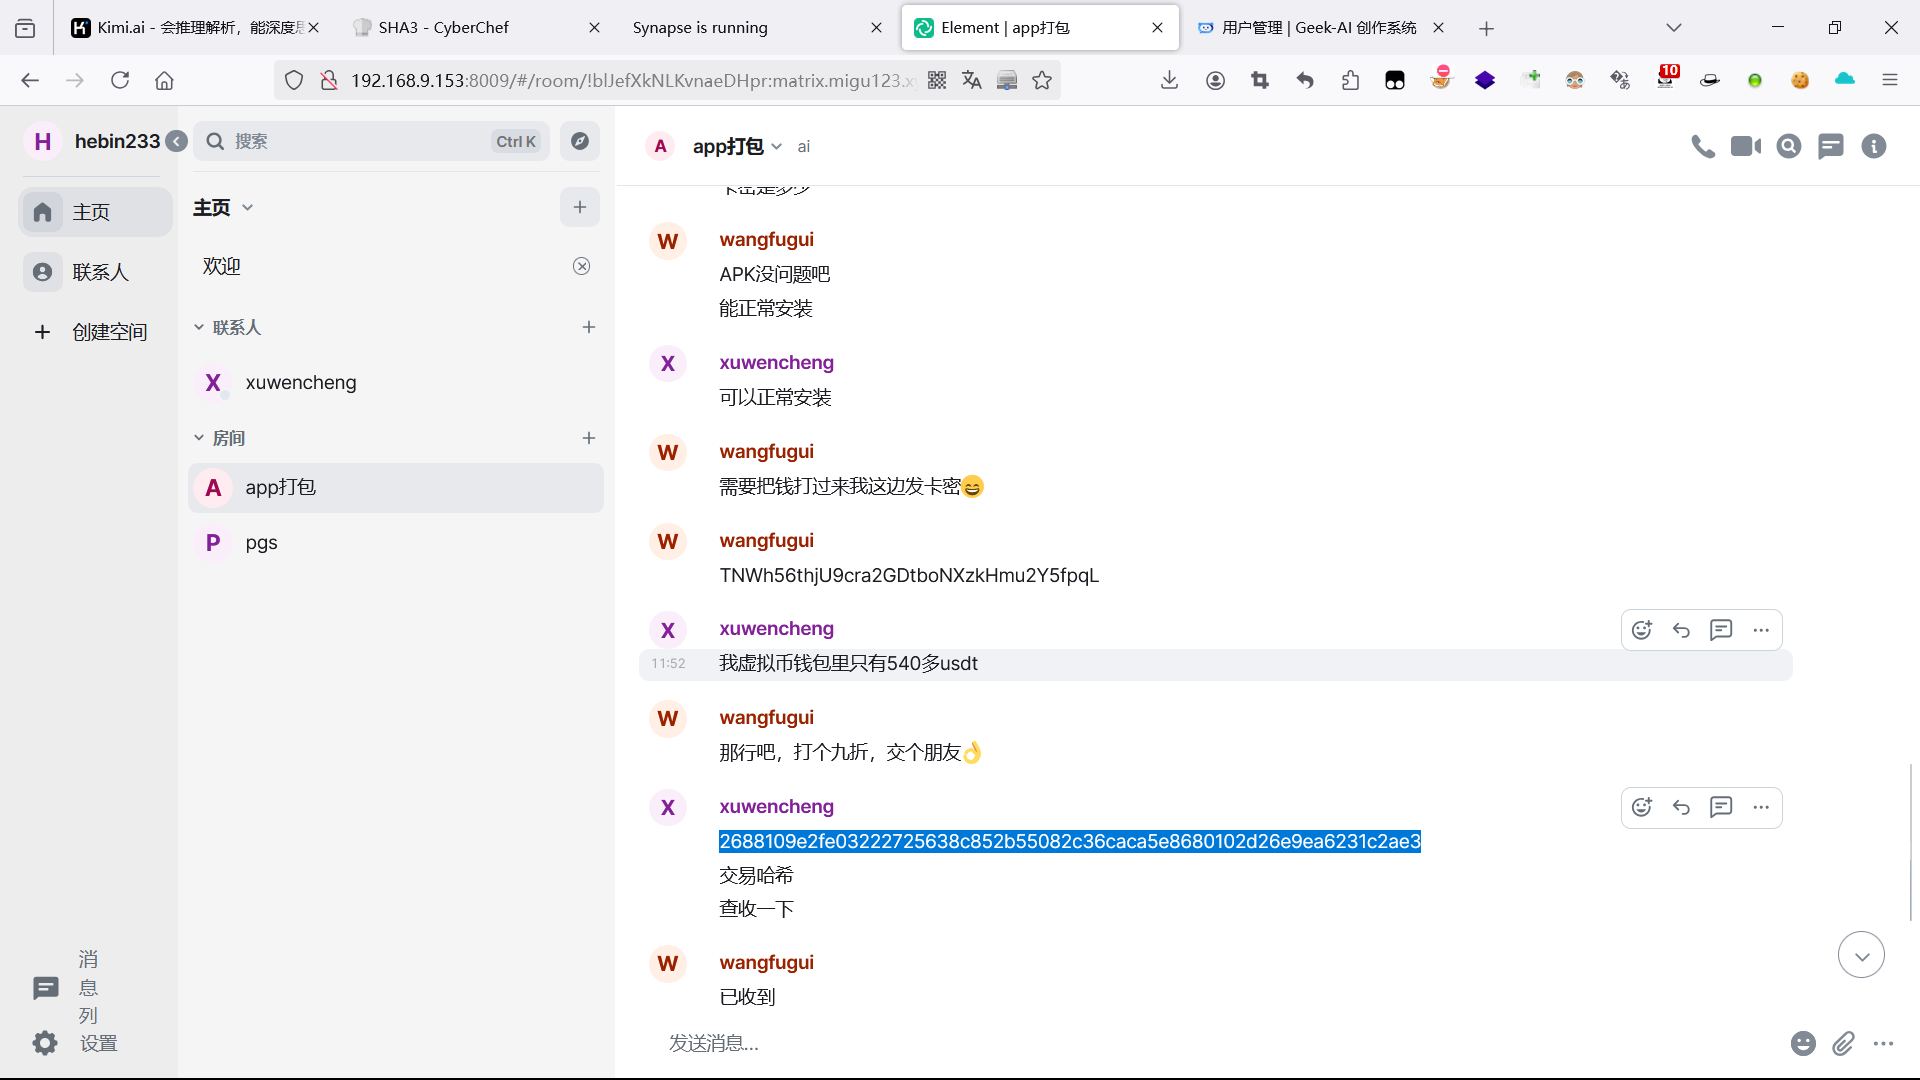 Kimi.ai - 会推理解析，能深度思
SHA3 - CyberChef
Synapse is running
Element | app打包
用户管理 | Geek-AI 创作系统
192.168.9.153:8009/#/room/!blJefXkNLKvnaeDHpr:matrix.migu123.x
10
H hebin233
搜索 Ctrl K
主页
联系人
创建空间
消息列
设置
主页
欢迎
联系人
X xuwencheng
房间
A app打包
P pgs
A app打包 ai
卡密是多少
W wangfugui
APK没问题吧
能正常安装
X xuwencheng
可以正常安装
W wangfugui
需要把钱打过来我这边发卡密😄
W wangfugui
TNWh56thjU9cra2GDtboNXzkHmu2Y5fpqL
X xuwencheng
11:52 我虚拟币钱包里只有540多usdt
W wangfugui
那行吧，打个九折，交个朋友👌
X xuwencheng
2688109e2fe03222725638c852b55082c36caca5e8680102d26e9ea6231c2ae3
交易哈希
查收一下
W wangfugui
已收到
发送消息...